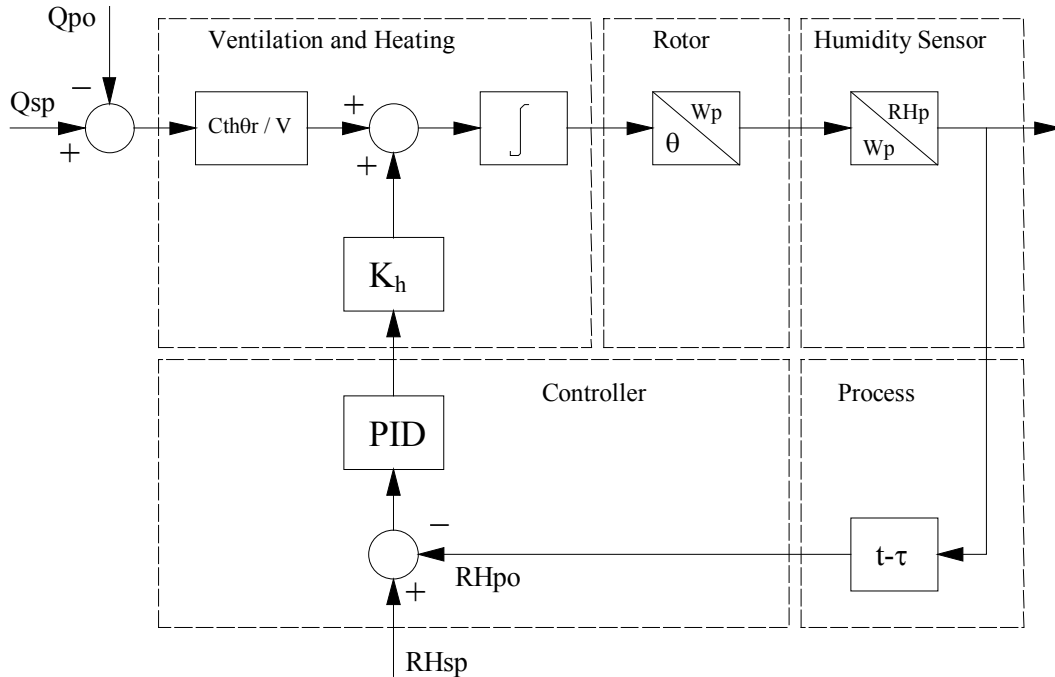 Qpo
Ventilation and Heating
Rotor
Humidity Sensor
Qsp
−
+
Cthθr / V
+
+
∫
Wp
θ
RHp
Wp
Kh
Controller
Process
PID
−
+
t-τ
RHpo
RHsp